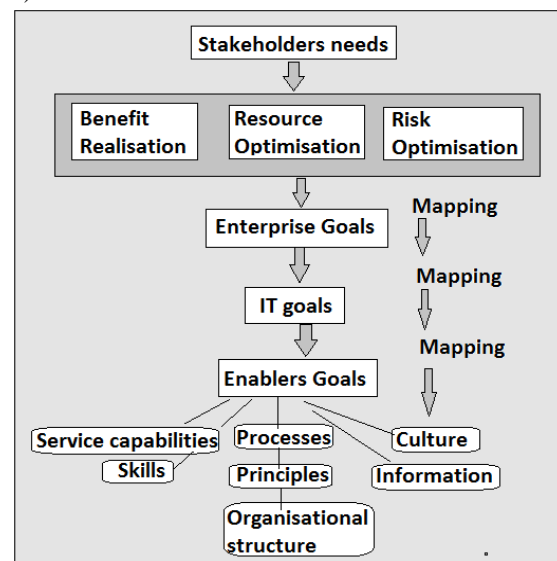 Stakeholders needs
Benefit
Realisation
Resource
Optimisation
Risk
Optimisation
Mapping
Enterprise Goals
Mapping
IT goals
Mapping
Enablers Goals
Service capabilities
Processes
Culture
Skills
Principles
Information
Organisational
structure